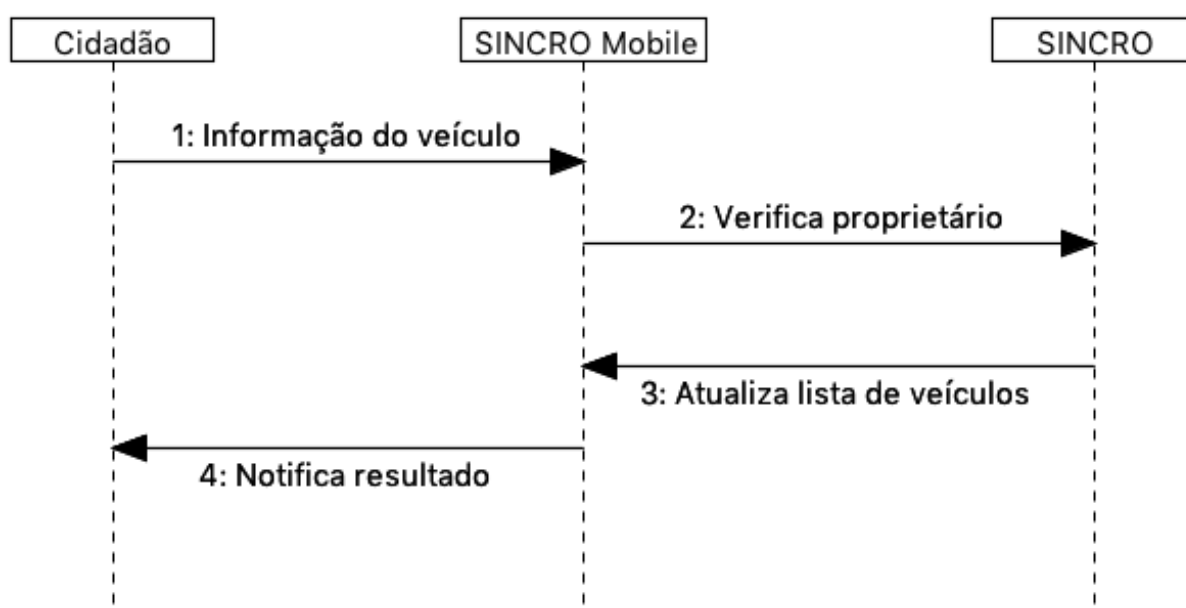 Cidadão
SINCRO Mobile
SINCRO
1: Informação do veículo
2: Verifica proprietário
3: Atualiza lista de veículos
4: Notifica resultado